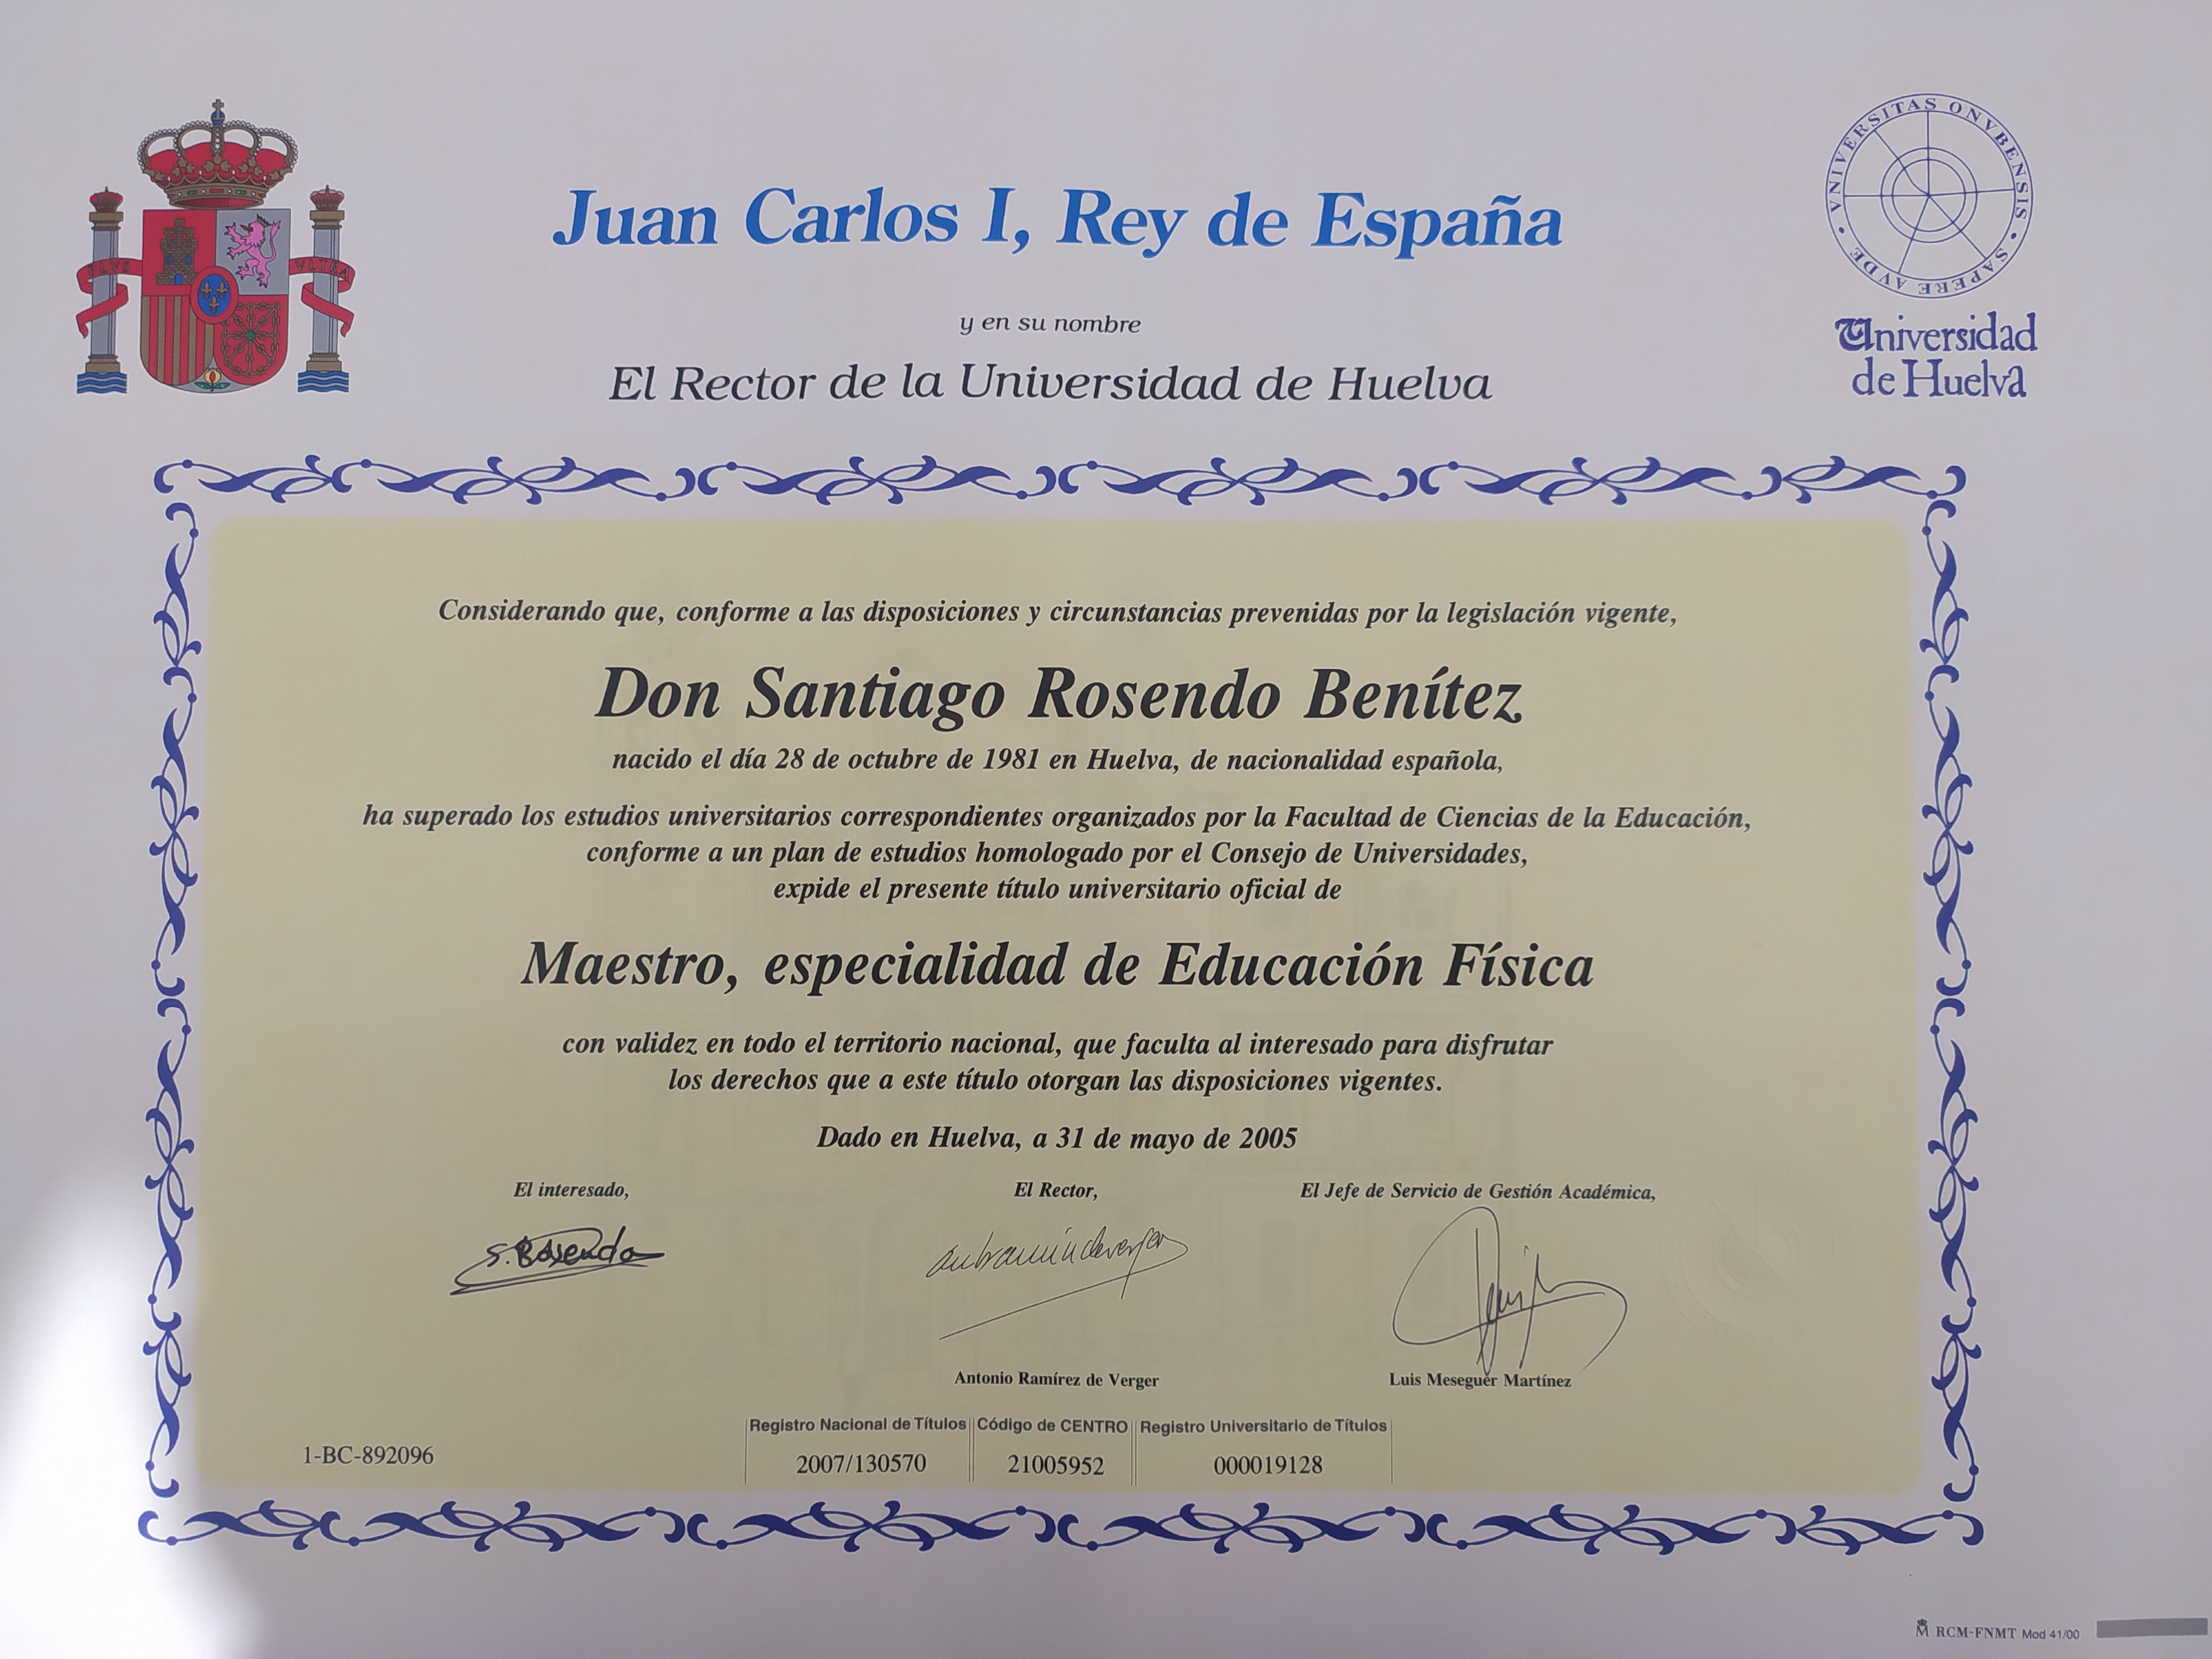 Juan Carlos I, Rey de España
y en su nombre
El Rector de la Universidad de Huelva
PLVS VLTRA
VNIVERSITAS ONVBENSIS • SAPERE AVDE •
Universidad
de Huelva
Considerando que, conforme a las disposiciones y circunstancias prevenidas por la legislación vigente,
Don Santiago Rosendo Benítez
nacido el día 28 de octubre de 1981 en Huelva, de nacionalidad española,
ha superado los estudios universitarios correspondientes organizados por la Facultad de Ciencias de la Educación,
conforme a un plan de estudios homologado por el Consejo de Universidades,
expide el presente título universitario oficial de
Maestro, especialidad de Educación Física
con validez en todo el territorio nacional, que faculta al interesado para disfrutar
los derechos que a este título otorgan las disposiciones vigentes.
Dado en Huelva, a 31 de mayo de 2005
El interesado, El Rector, El Jefe de Servicio de Gestión Académica,
S. Rosendo
Antonio Ramírez de Verger Luis Meseguer Martínez
Registro Nacional de Títulos Código de CENTRO Registro Universitario de Títulos
1-BC-892096 2007/130570 21005952 000019128
M RCM-FNMT Mod 41/00